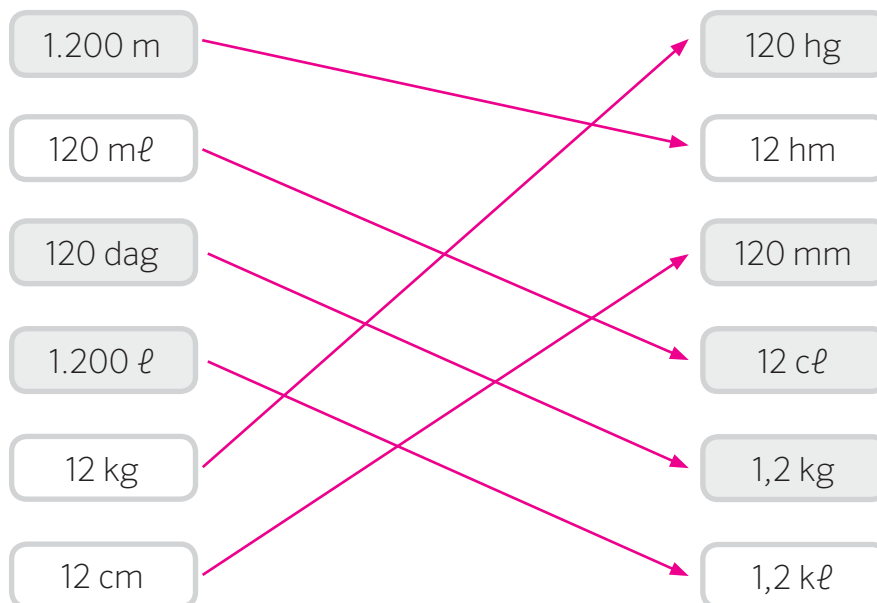 1.200 m
120 hg
120 mℓ
12 hm
120 dag
120 mm
1.200 ℓ
12 cℓ
12 kg
1,2 kg
12 cm
1,2 kℓ